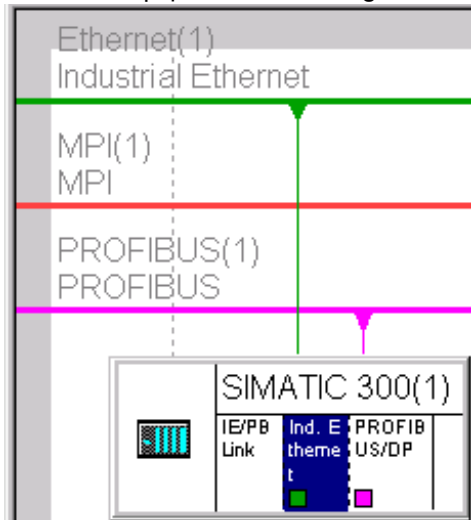 Ethernet(1)
Industrial Ethernet
MPI(1)
MPI
PROFIBUS(1)
PROFIBUS
SIMATIC 300(1)
IE/PB
Link
Ind. E
theme
t
PROFIB
US/DP